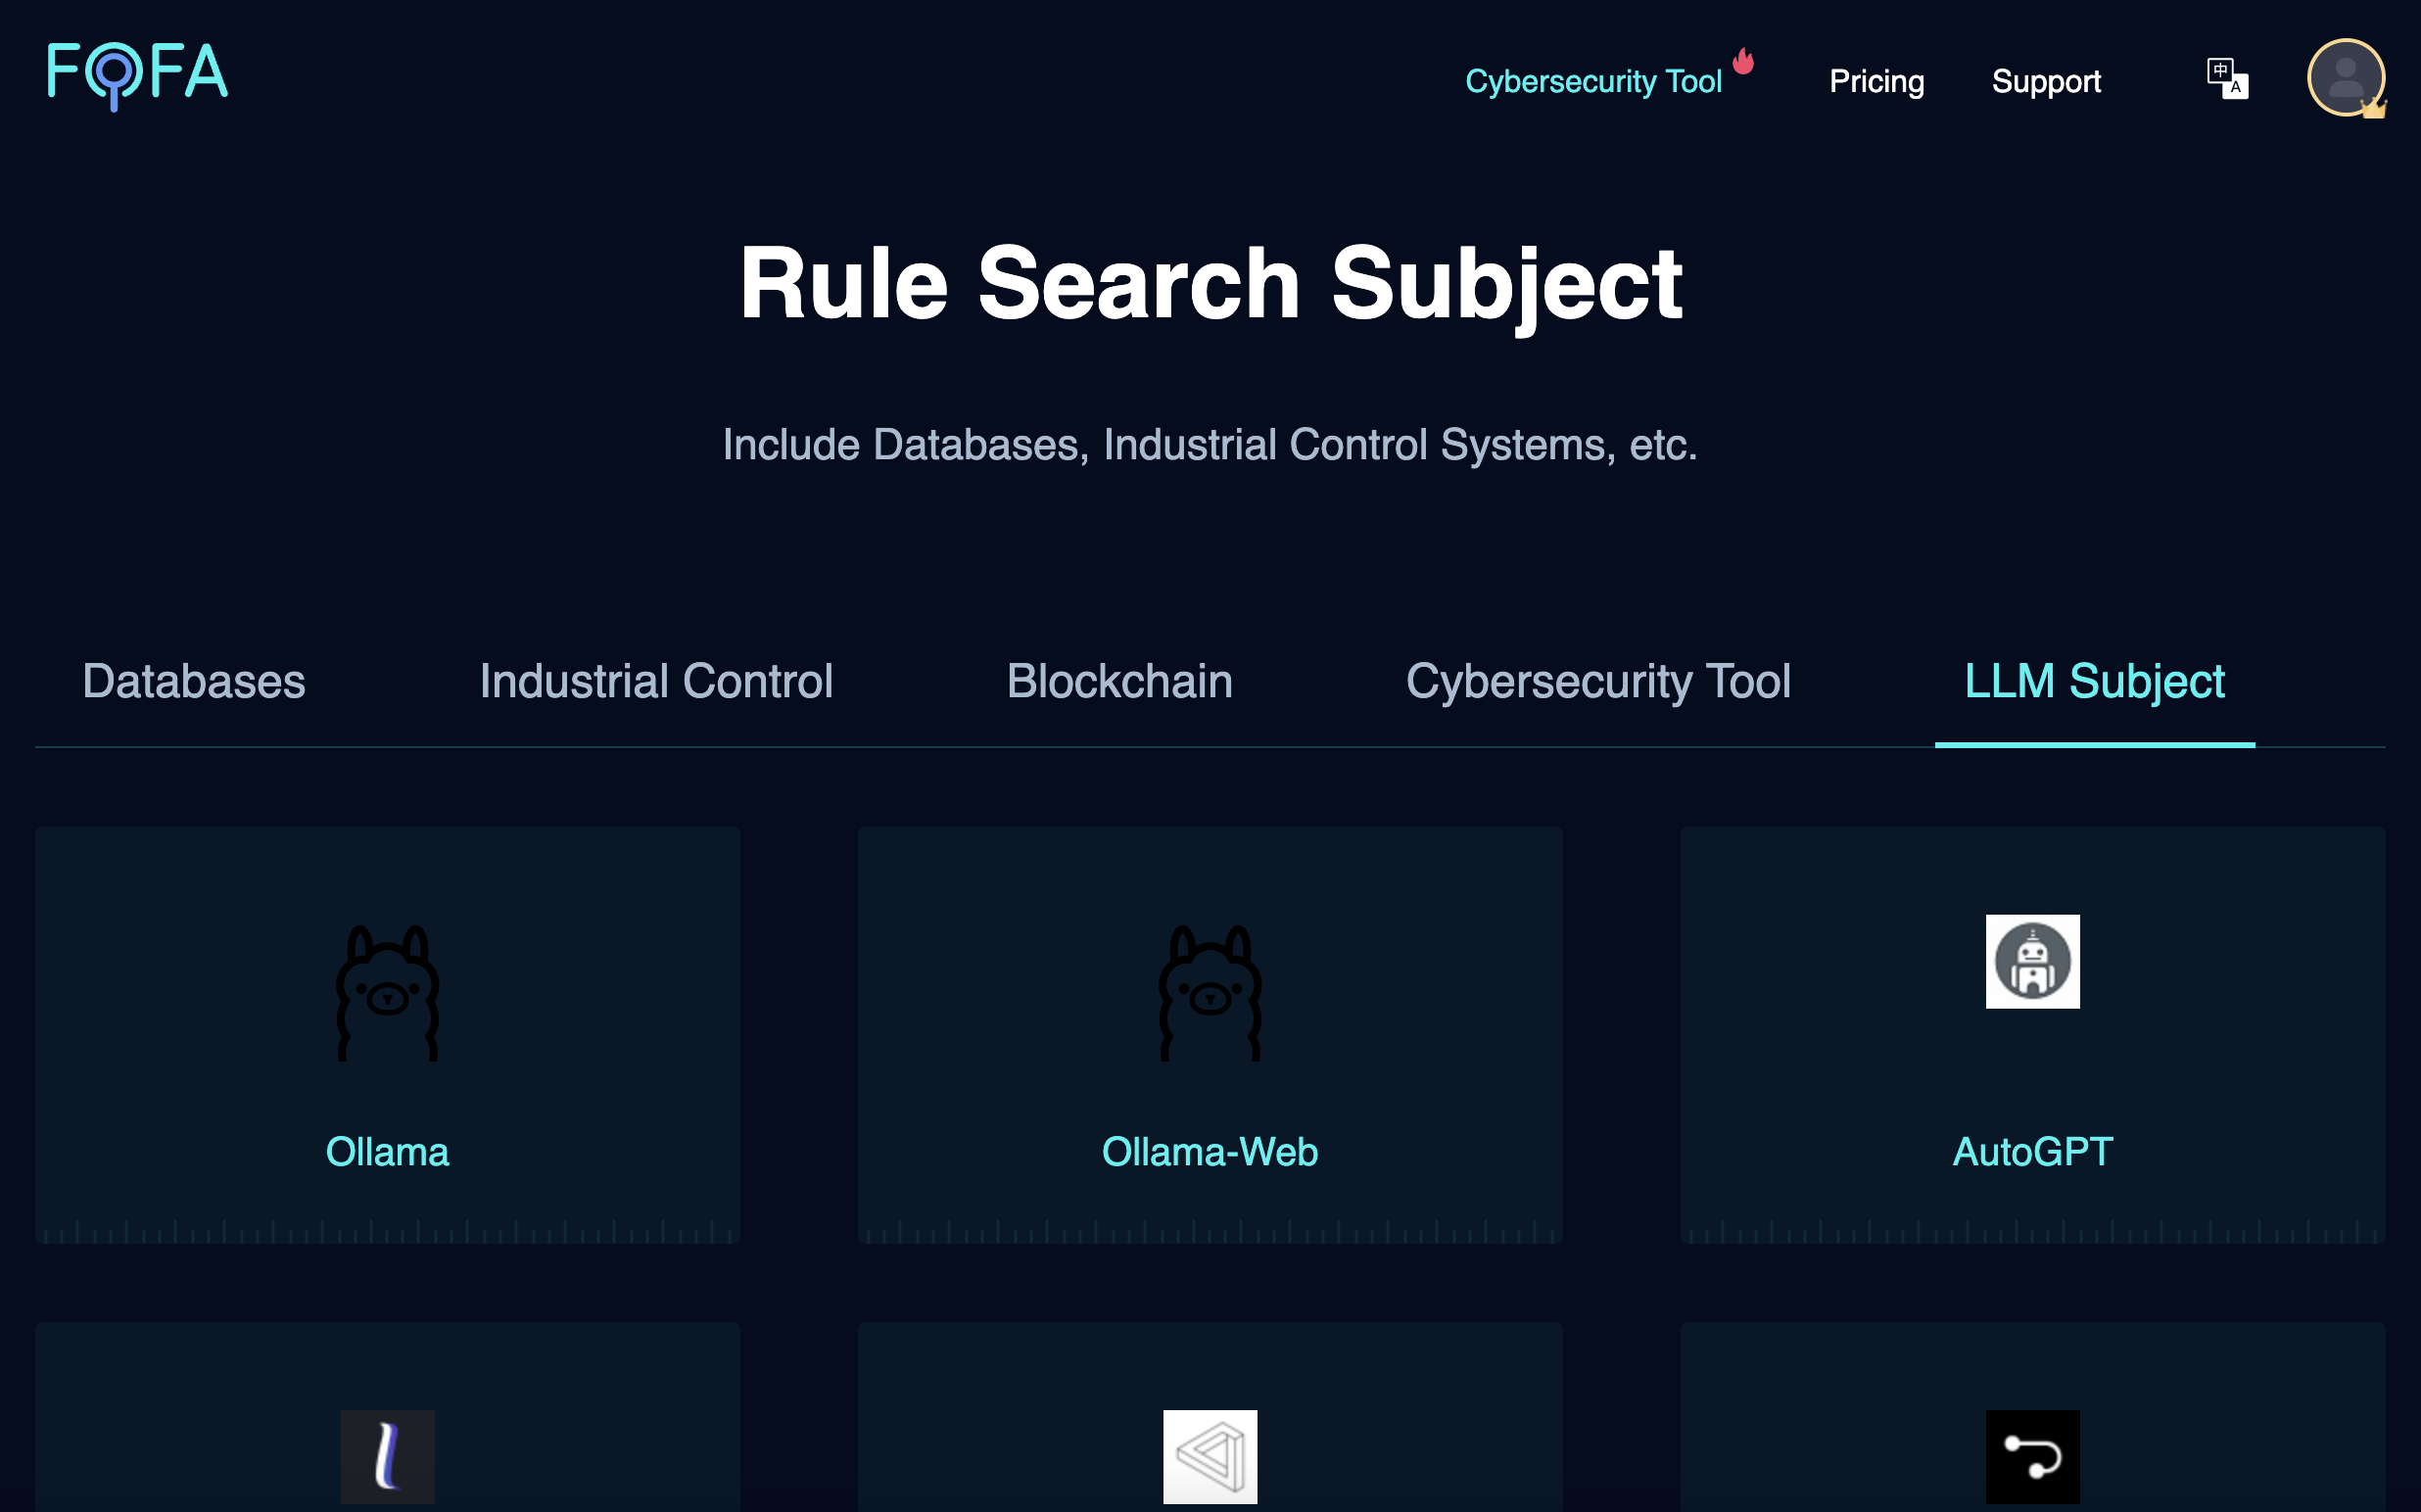 FOFA
Cybersecurity Tool
Pricing
Support
中
A
Rule Search Subject
Include Databases, Industrial Control Systems, etc.
Databases
Industrial Control
Blockchain
Cybersecurity Tool
LLM Subject
Ollama
Ollama-Web
AutoGPT